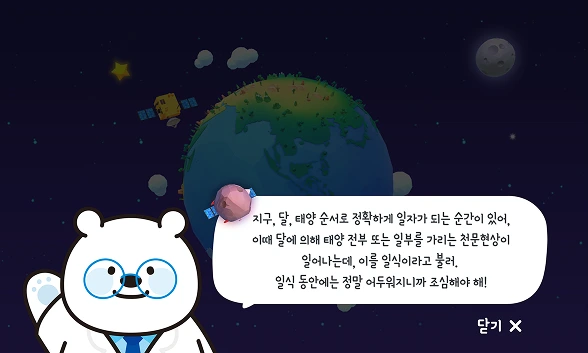 지구, 달, 태양 순서로 정확하게 일자가 되는 순간이 있어,
이때 달에 의해 태양 전부 또는 일부를 가리는 천문현상이
일어나는데, 이를 일식이라고 불러.
일식 동안에는 정말 어두워지니까 조심해야 해!
닫기 ✕